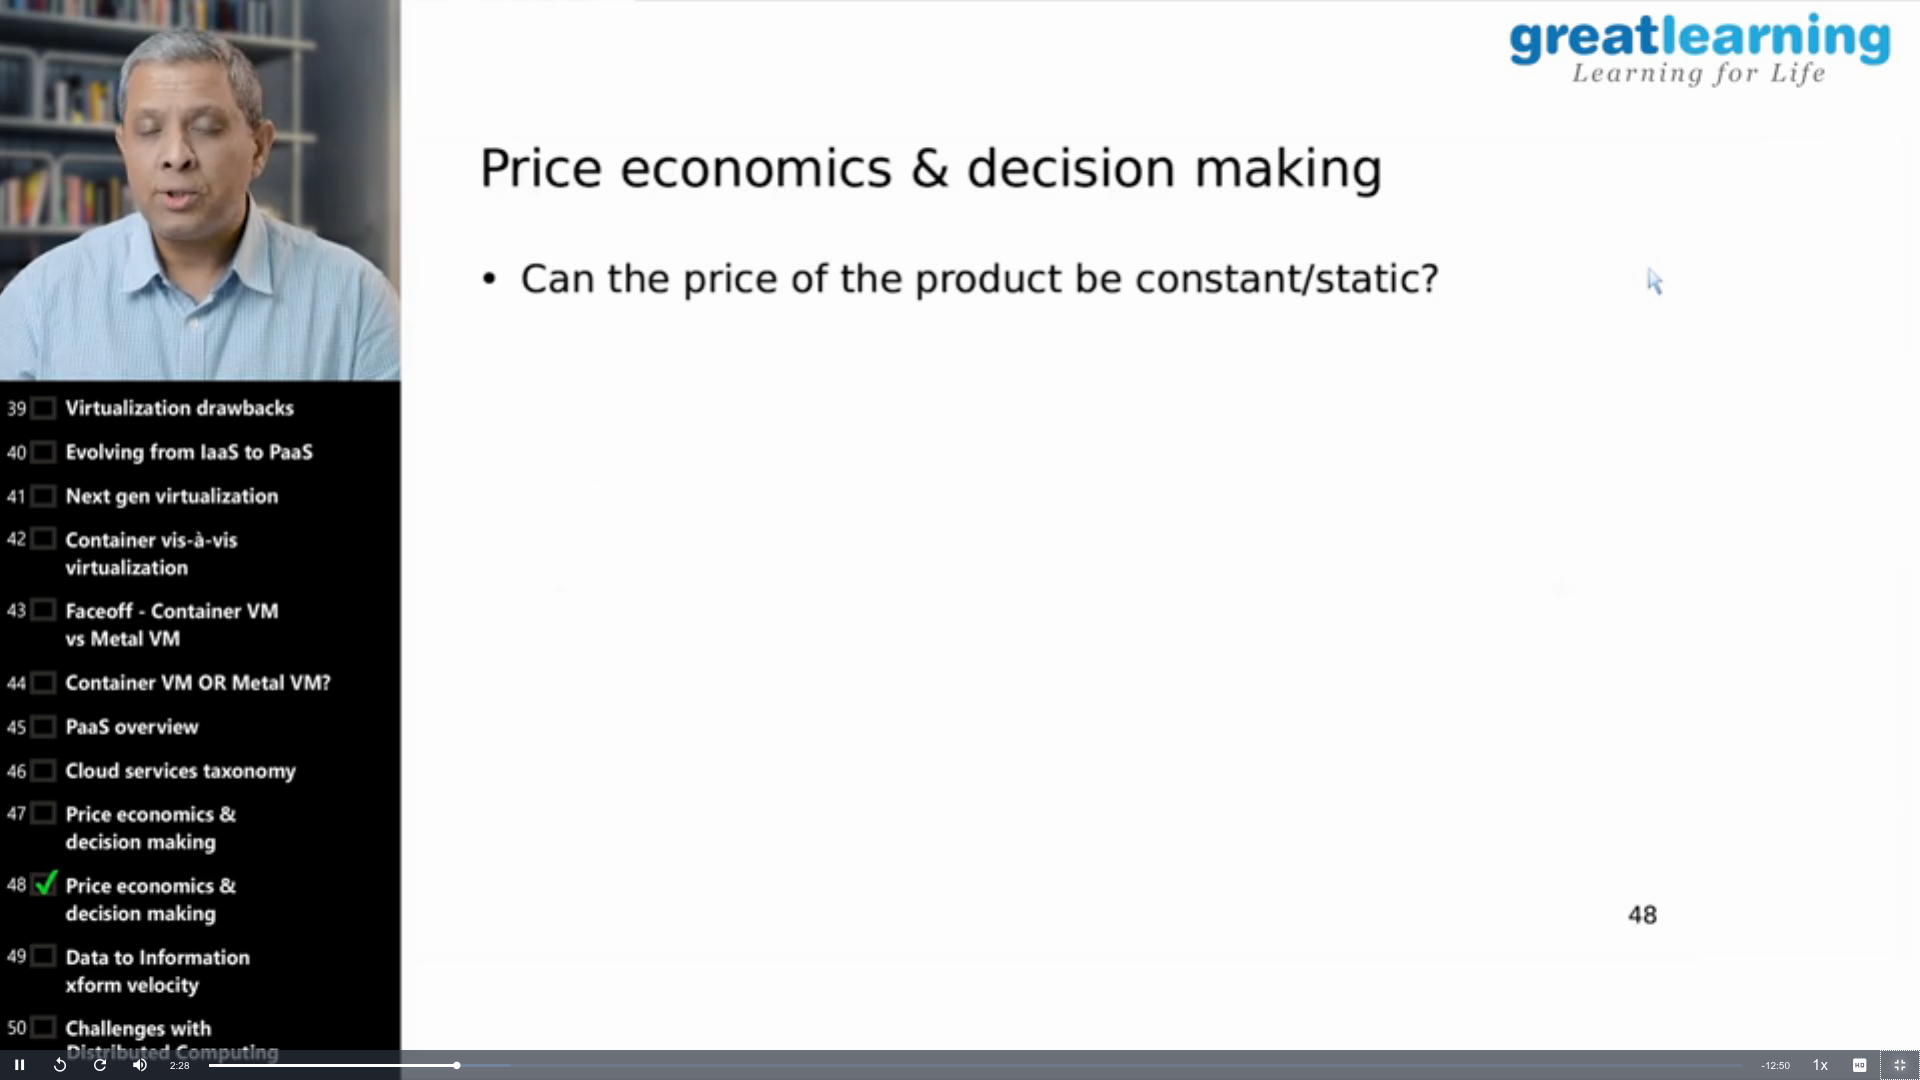 greatlearning
Learning for Life
Price economics & decision making
• Can the price of the product be constant/static?
48
39 Virtualization drawbacks
40 Evolving from IaaS to PaaS
41 Next gen virtualization
42 Container vis-à-vis
virtualization
43 Faceoff - Container VM
vs Metal VM
44 Container VM OR Metal VM?
45 PaaS overview
46 Cloud services taxonomy
47 Price economics &
decision making
48 Price economics &
decision making
49 Data to Information
xform velocity
50 Challenges with
Distributed Computing
2:28
-12:50
1x
HD